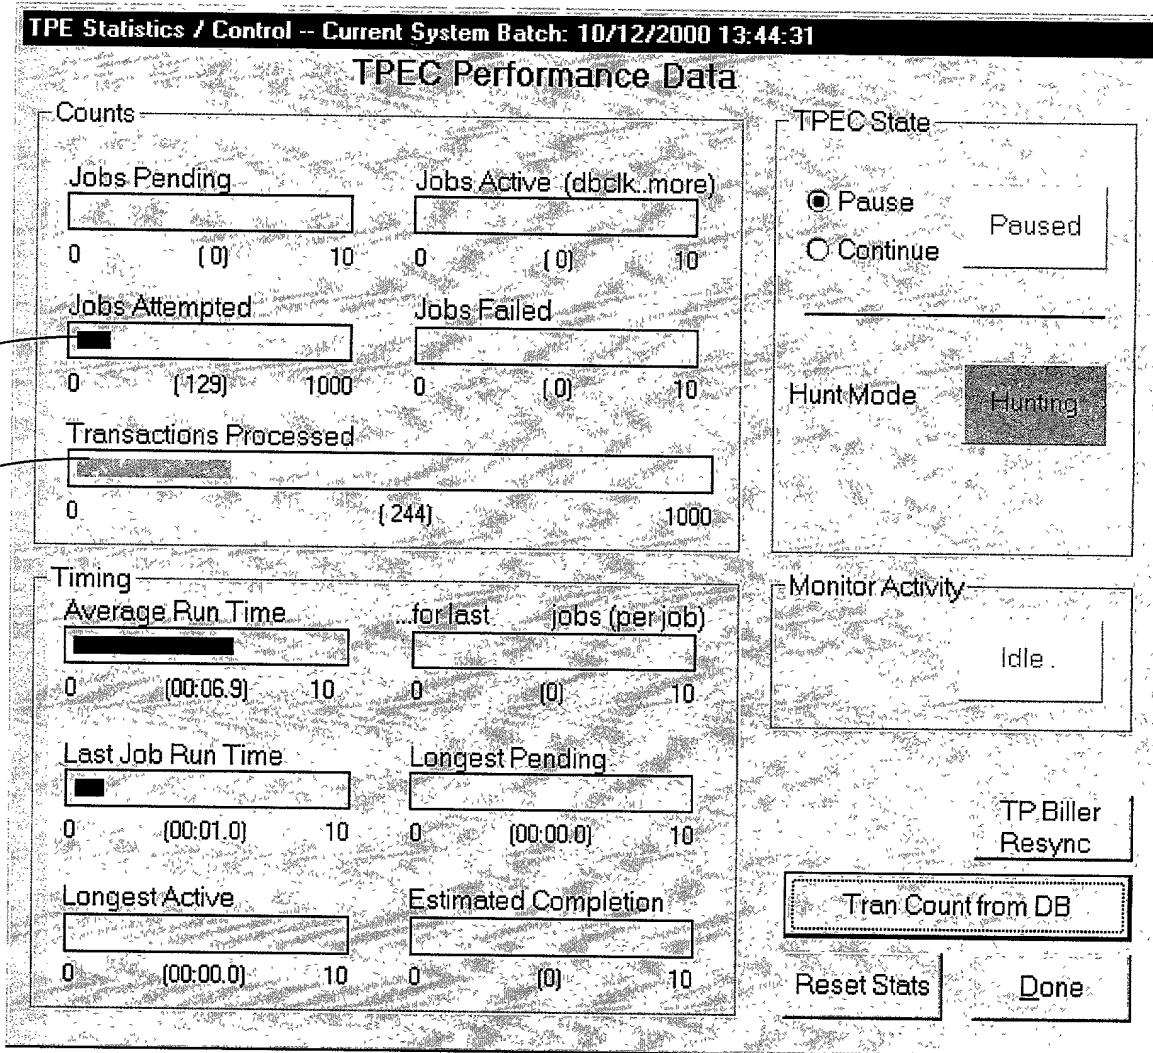 TPE Statistics / Control -- Current System Batch: 10/12/2000 13:44:31
TPEC Performance Data
Counts
Jobs Pending
0 ( 0) 10
Jobs Active (dbclk..more)
0 ( 0) 10
Jobs Attempted
0 ( 129) 1000
Jobs Failed
0 ( 0) 10
Transactions Processed
0 ( 244) 1000
TPEC State
Pause
Continue
Paused
Hunt Mode
Hunting
Timing
Average Run Time
0 (00:06.9) 10
...for last jobs (per job)
0 (0) 10
Last Job Run Time
0 (00:01.0) 10
Longest Pending
0 (00:00.0) 10
Longest Active
0 (00:00.0) 10
Estimated Completion
0 (0) 10
Monitor Activity
Idle .
TP Biller
Resync
Tran Count from DB
Reset Stats
Done